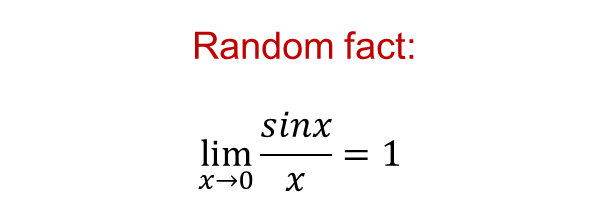 Random fact:
lim x→0 sinx/x = 1